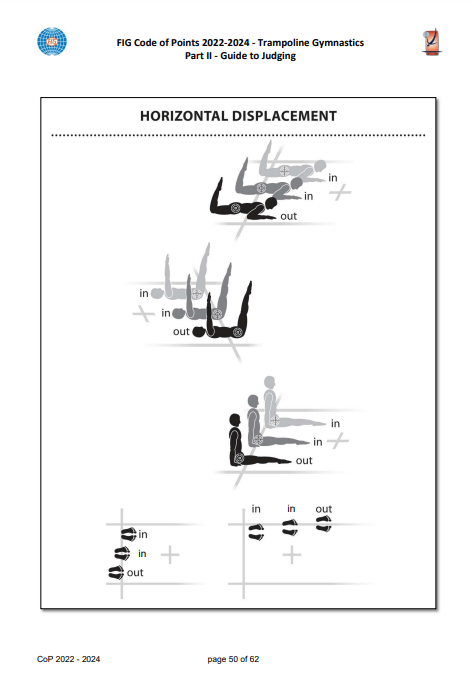 FIG Code of Points 2022-2024 - Trampoline Gymnastics
Part II - Guide to Judging
HORIZONTAL DISPLACEMENT
in
in
out
in
in
out
in
in
out
in
in
out
in
in
out
CoP 2022 - 2024
page 50 of 62